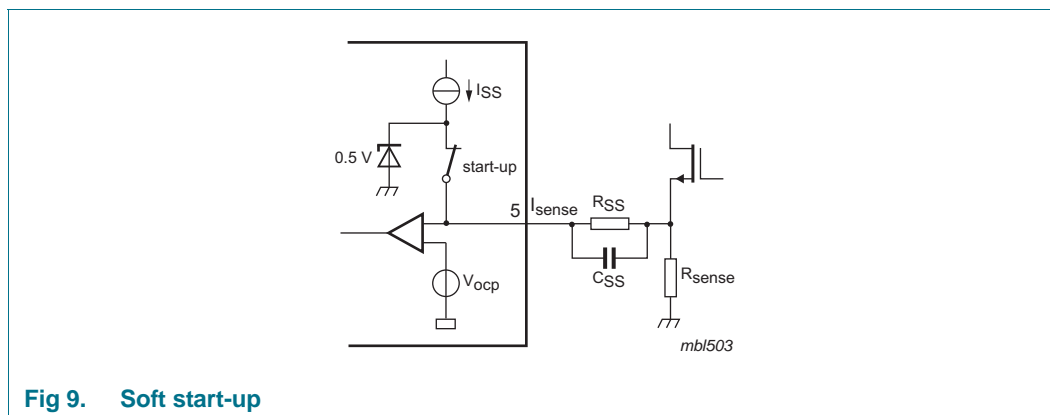 ISS
0.5 V
start-up
5
Isense
RSS
CSS
Vocp
Rsense
mbl503
Fig 9. Soft start-up